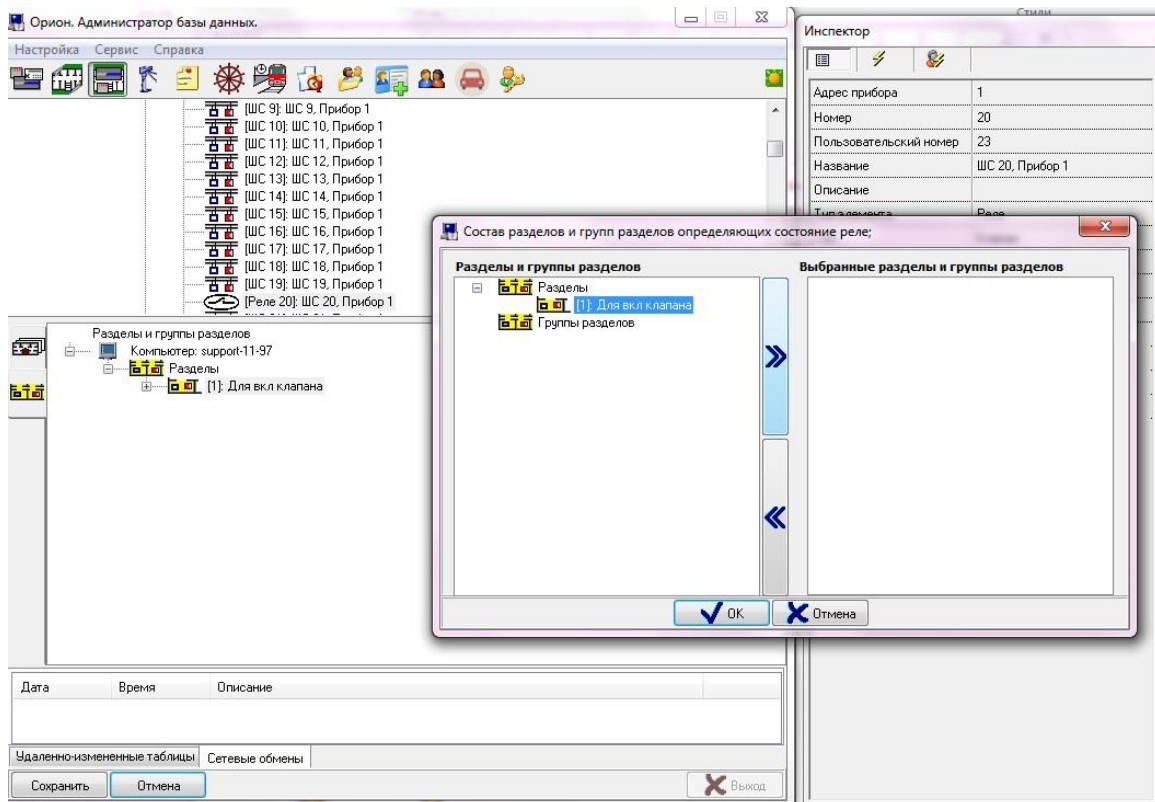 Стили
Орион. Администратор базы данных.
Настройка Сервис Справка
[ШС 9]: ШС 9, Прибор 1
[ШС 10]: ШС 10, Прибор 1
[ШС 11]: ШС 11, Прибор 1
[ШС 12]: ШС 12, Прибор 1
[ШС 13]: ШС 13, Прибор 1
[ШС 14]: ШС 14, Прибор 1
[ШС 15]: ШС 15, Прибор 1
[ШС 16]: ШС 16, Прибор 1
[ШС 17]: ШС 17, Прибор 1
[ШС 18]: ШС 18, Прибор 1
[ШС 19]: ШС 19, Прибор 1
[Реле 20]: ШС 20, Прибор 1
Разделы и группы разделов
Компьютер: support-11-97
Разделы
[1]: Для вкл клапана
Дата Время Описание
Удаленно-измененные таблицы Сетевые обмены
Сохранить Отмена Выход
Инспектор
Адрес прибора 1
Номер 20
Пользовательский номер 23
Название ШС 20, Прибор 1
Описание
Тип элемента Реле
Состав разделов и групп разделов определяющих состояние реле;
Разделы и группы разделов
Разделы
[1]: Для вкл клапана
Группы разделов
Выбранные разделы и группы разделов
OK Отмена